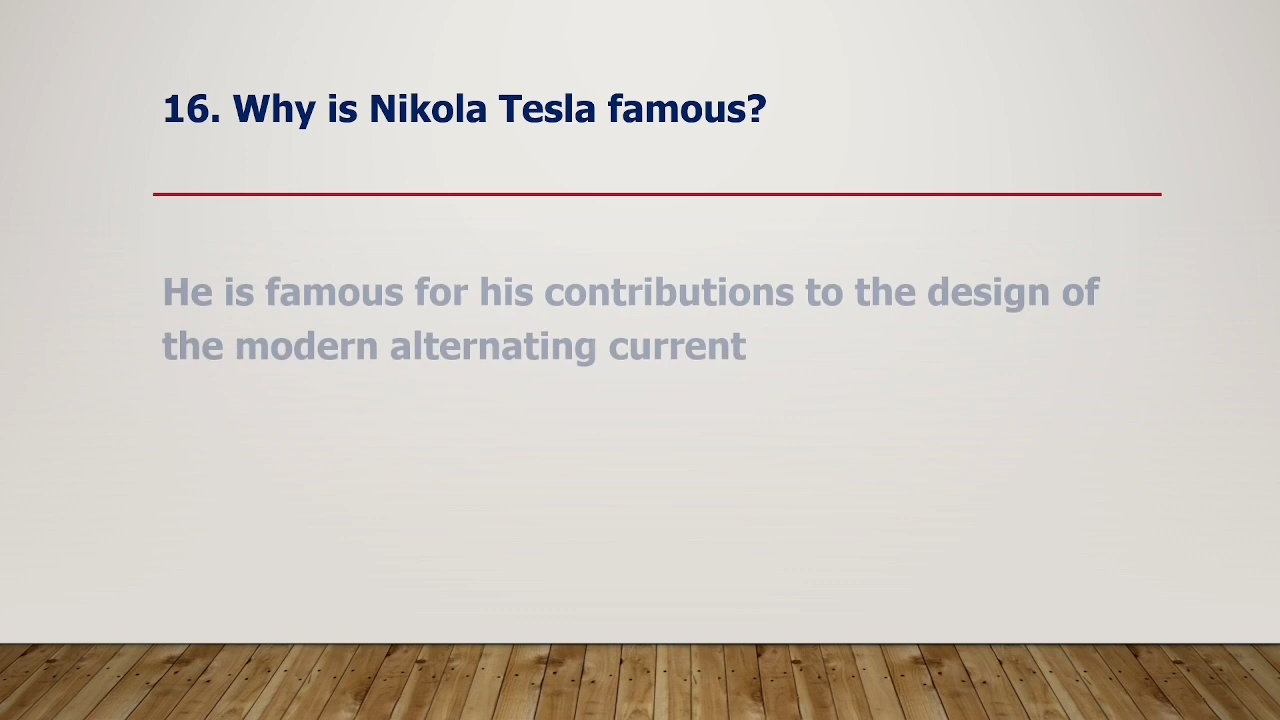 16. Why is Nikola Tesla famous?
He is famous for his contributions to the design of
the modern alternating current